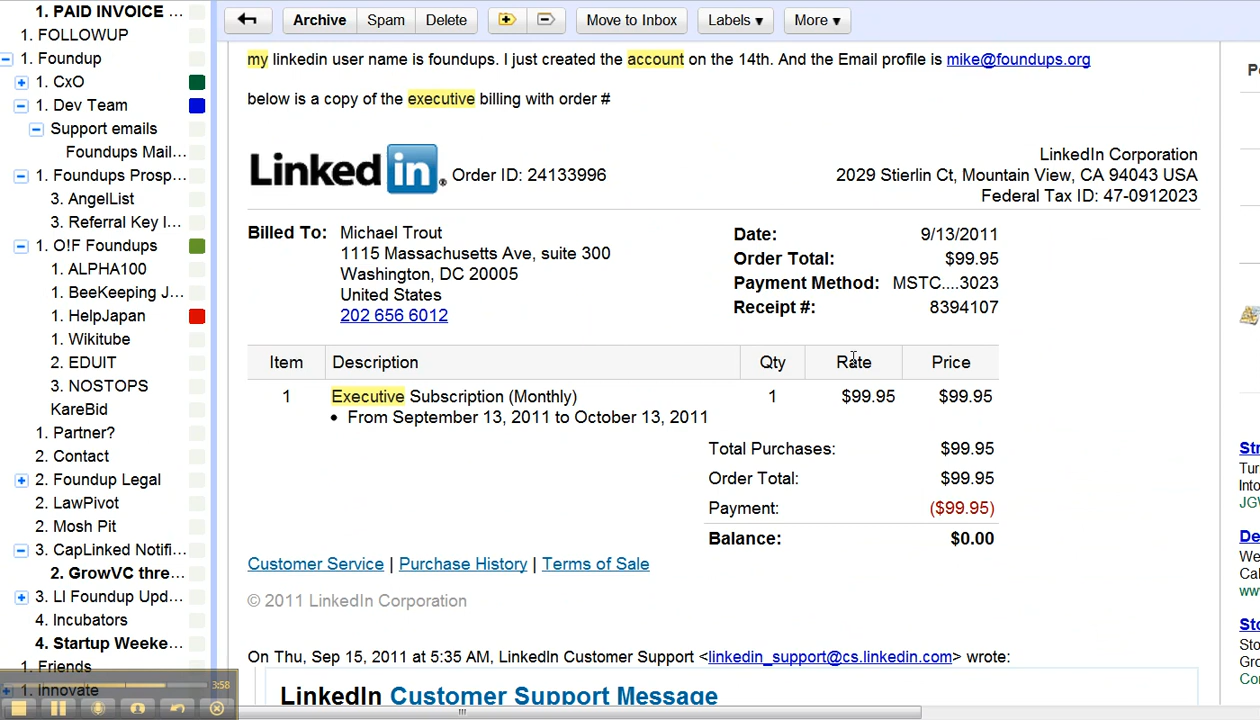 1. PAID INVOICE ...
1. FOLLOWUP
1. Foundup
1. CxO
1. Dev Team
Support emails
Foundups Mail...
1. Foundups Prosp...
3. AngelList
3. Referral Key I...
1. O!F Foundups
1. ALPHA100
1. BeeKeeping J...
1. HelpJapan
1. Wikitube
2. EDUIT
3. NOSTOPS
KareBid
1. Partner?
2. Contact
2. Foundup Legal
2. LawPivot
2. Mosh Pit
3. CapLinked Notifi...
2. GrowVC thre...
3. LI Foundup Upd...
4. Incubators
4. Startup Weeke...
1. Friends
1. Innovate
3:58
Archive Spam Delete Move to Inbox Labels ▾ More ▾
my linkedin user name is foundups. I just created the account on the 14th. And the Email profile is mike@foundups.org
below is a copy of the executive billing with order #
Linked in® Order ID: 24133996
LinkedIn Corporation
2029 Stierlin Ct, Mountain View, CA 94043 USA
Federal Tax ID: 47-0912023
Billed To: Michael Trout
1115 Massachusetts Ave, suite 300
Washington, DC 20005
United States
202 656 6012
Date: 9/13/2011
Order Total: $99.95
Payment Method: MSTC....3023
Receipt #: 8394107
Item Description Qty Rate Price
1 Executive Subscription (Monthly) 1 $99.95 $99.95
• From September 13, 2011 to October 13, 2011
Total Purchases: $99.95
Order Total: $99.95
Payment: ($99.95)
Balance: $0.00
Customer Service | Purchase History | Terms of Sale
© 2011 LinkedIn Corporation
On Thu, Sep 15, 2011 at 5:35 AM, LinkedIn Customer Support <linkedin_support@cs.linkedin.com> wrote:
LinkedIn Customer Support Message